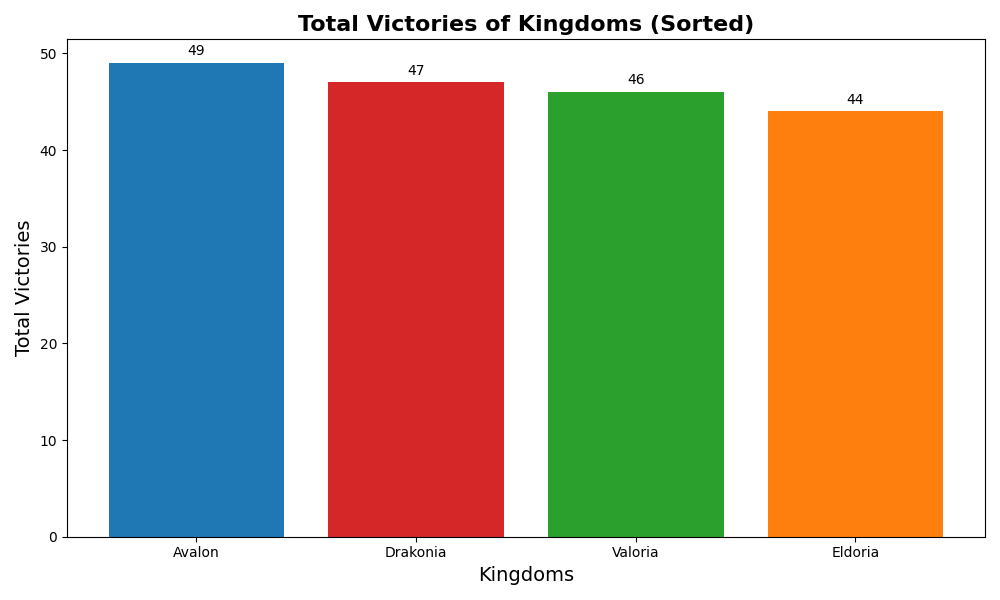 Total Victories of Kingdoms (Sorted)
50
40
30
20
10
0
Total Victories
49
47
46
44
Avalon
Drakonia
Valoria
Eldoria
Kingdoms